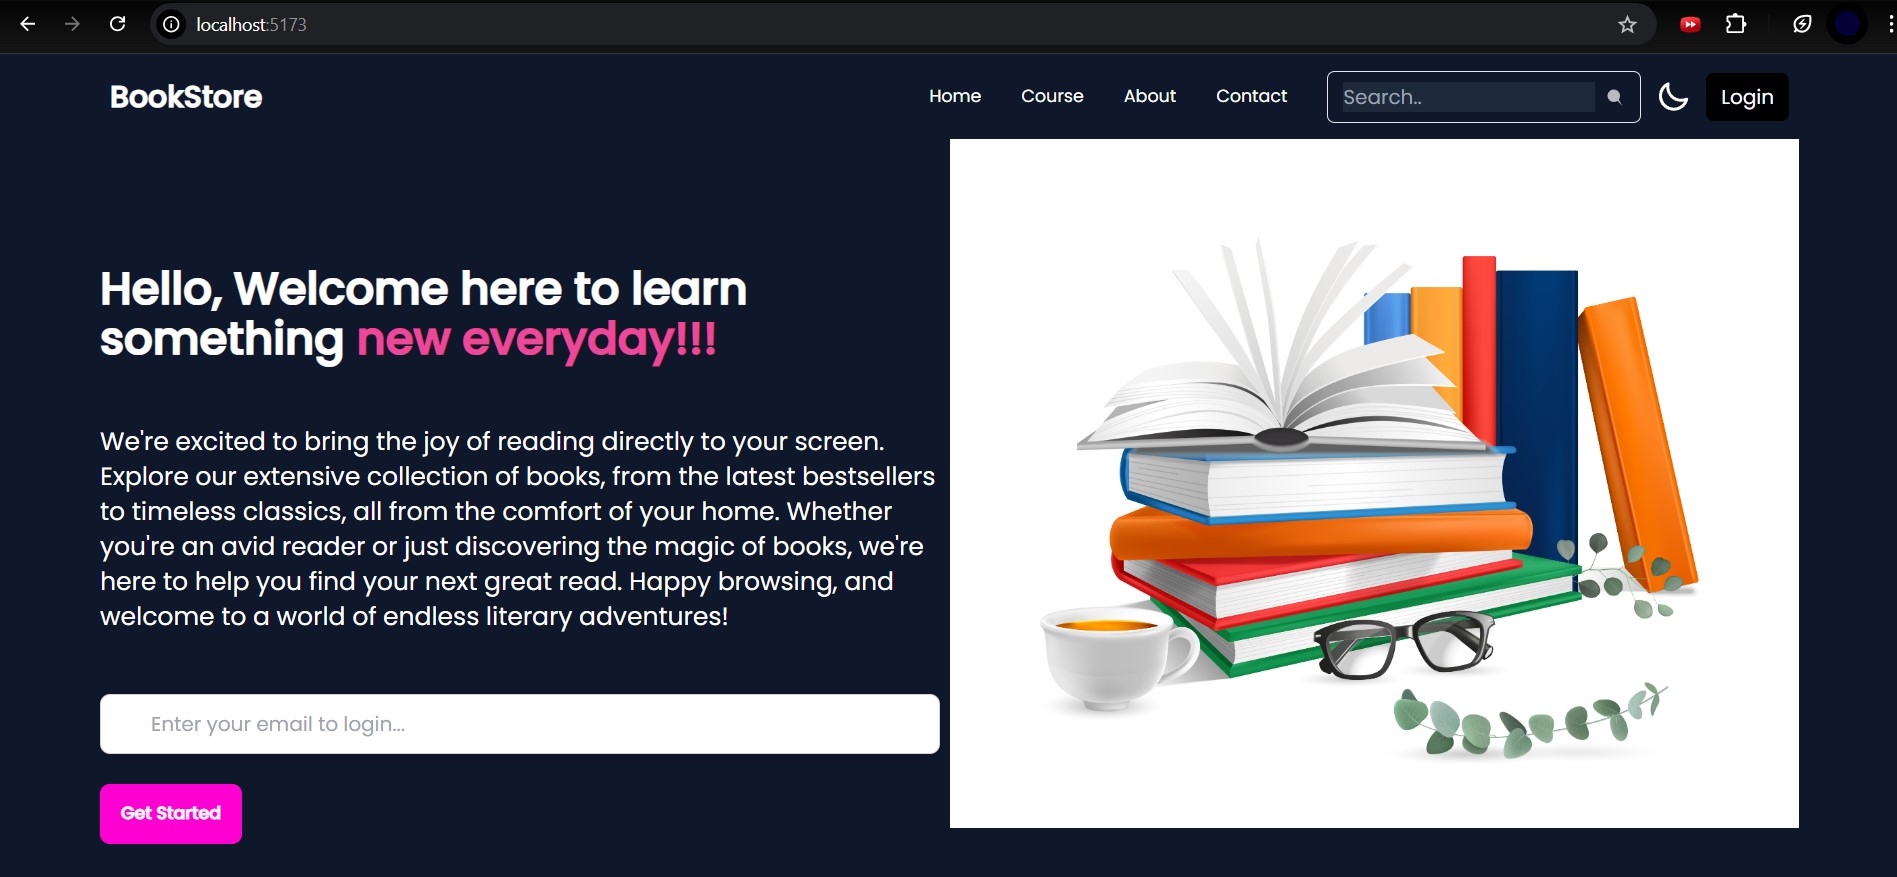 localhost:5173
BookStore
Home
Course
About
Contact
Search..
Login
Hello, Welcome here to learn
something new everyday!!!
We're excited to bring the joy of reading directly to your screen.
Explore our extensive collection of books, from the latest bestsellers
to timeless classics, all from the comfort of your home. Whether
you're an avid reader or just discovering the magic of books, we're
here to help you find your next great read. Happy browsing, and
welcome to a world of endless literary adventures!
Enter your email to login...
Get Started